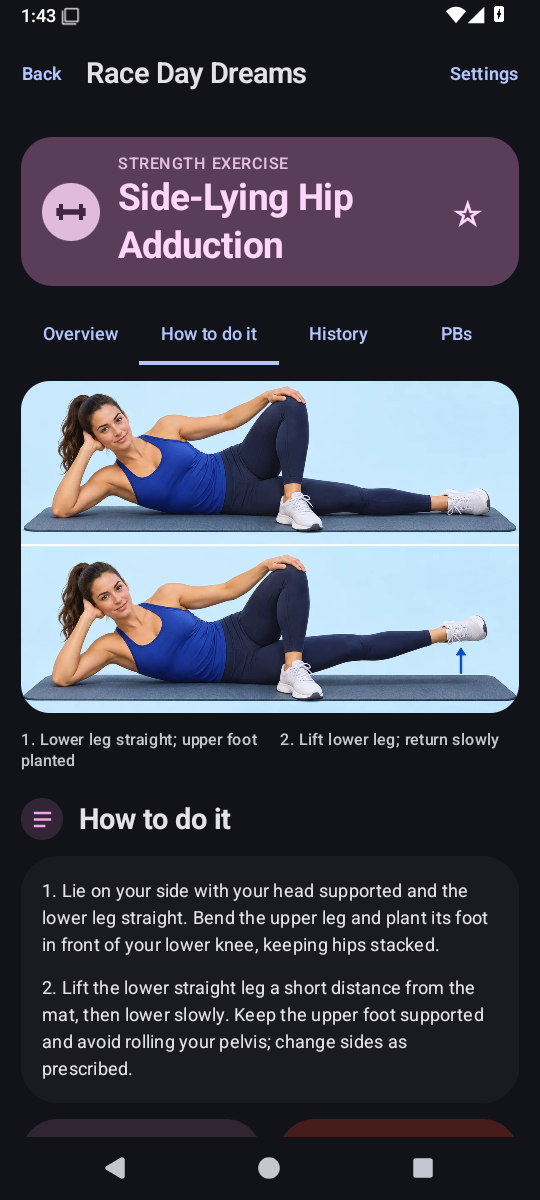 1:43
Back
Race Day Dreams
Settings
STRENGTH EXERCISE
Side-Lying Hip
Adduction
Overview
How to do it
History
PBs
1. Lower leg straight; upper foot
planted
2. Lift lower leg; return slowly
How to do it
1. Lie on your side with your head supported and the
lower leg straight. Bend the upper leg and plant its foot
in front of your lower knee, keeping hips stacked.
2. Lift the lower straight leg a short distance from the
mat, then lower slowly. Keep the upper foot supported
and avoid rolling your pelvis; change sides as
prescribed.